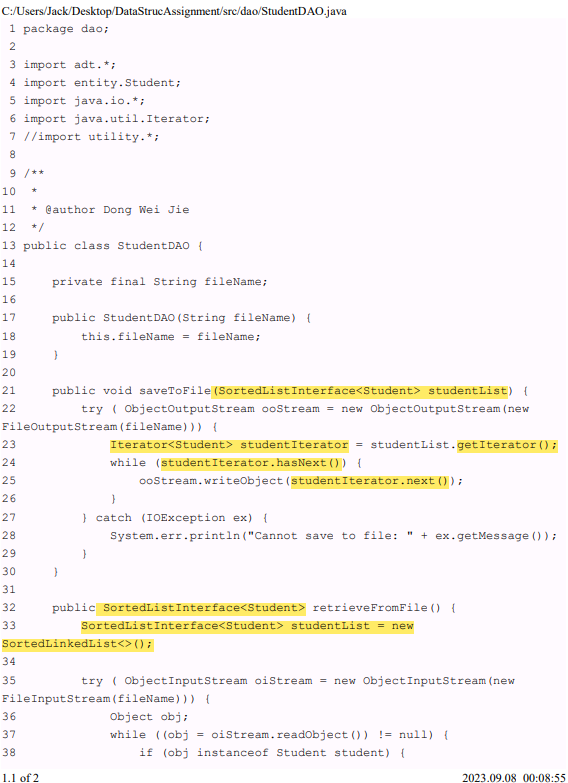 C:/Users/Jack/Desktop/DataStrucAssignment/src/dao/StudentDAO.java
1 package dao;
2
3 import adt.*;
4 import entity.Student;
5 import java.io.*;
6 import java.util.Iterator;
7 //import utility.*;
8
9 /**
10  *
11  * @author Dong Wei Jie
12  */
13 public class StudentDAO {
14
15     private final String fileName;
16
17     public StudentDAO(String fileName) {
18         this.fileName = fileName;
19     }
20
21     public void saveToFile(SortedListInterface<Student> studentList) {
22         try ( ObjectOutputStream ooStream = new ObjectOutputStream(new
FileOutputStream(fileName))) {
23             Iterator<Student> studentIterator = studentList.getIterator();
24             while (studentIterator.hasNext()) {
25                 ooStream.writeObject(studentIterator.next());
26             }
27         } catch (IOException ex) {
28             System.err.println("Cannot save to file: " + ex.getMessage());
29         }
30     }
31
32     public SortedListInterface<Student> retrieveFromFile() {
33         SortedListInterface<Student> studentList = new
SortedLinkedList<>();
34
35         try ( ObjectInputStream oiStream = new ObjectInputStream(new
FileInputStream(fileName))) {
36             Object obj;
37             while ((obj = oiStream.readObject()) != null) {
38                 if (obj instanceof Student student) {
1.1 of 2 2023.09.08 00:08:55